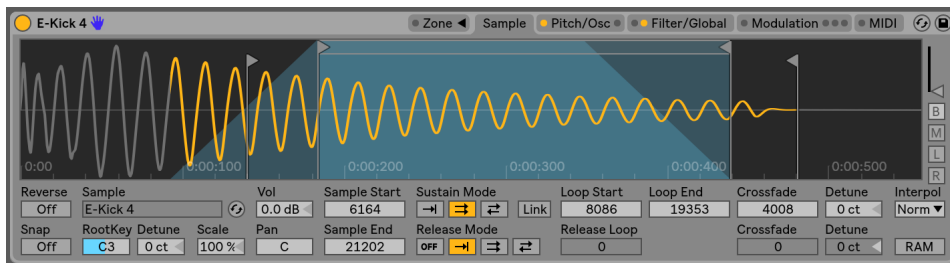 E-Kick 4 Zone Sample Pitch/Osc Filter/Global Modulation MIDI
B
M
L
R
0:00 0:00:100 0:00:200 0:00:300 0:00:400 0:00:500
Reverse Sample Vol Sample Start Sustain Mode Loop Start Loop End Crossfade Detune Interpol
Off E-Kick 4 0.0 dB 6164 Link 8086 19353 4008 0 ct Norm
Snap RootKey Detune Scale Pan Sample End Release Mode Release Loop Crossfade Detune
Off C3 0 ct 100 % C 21202 OFF 0 0 0 ct RAM